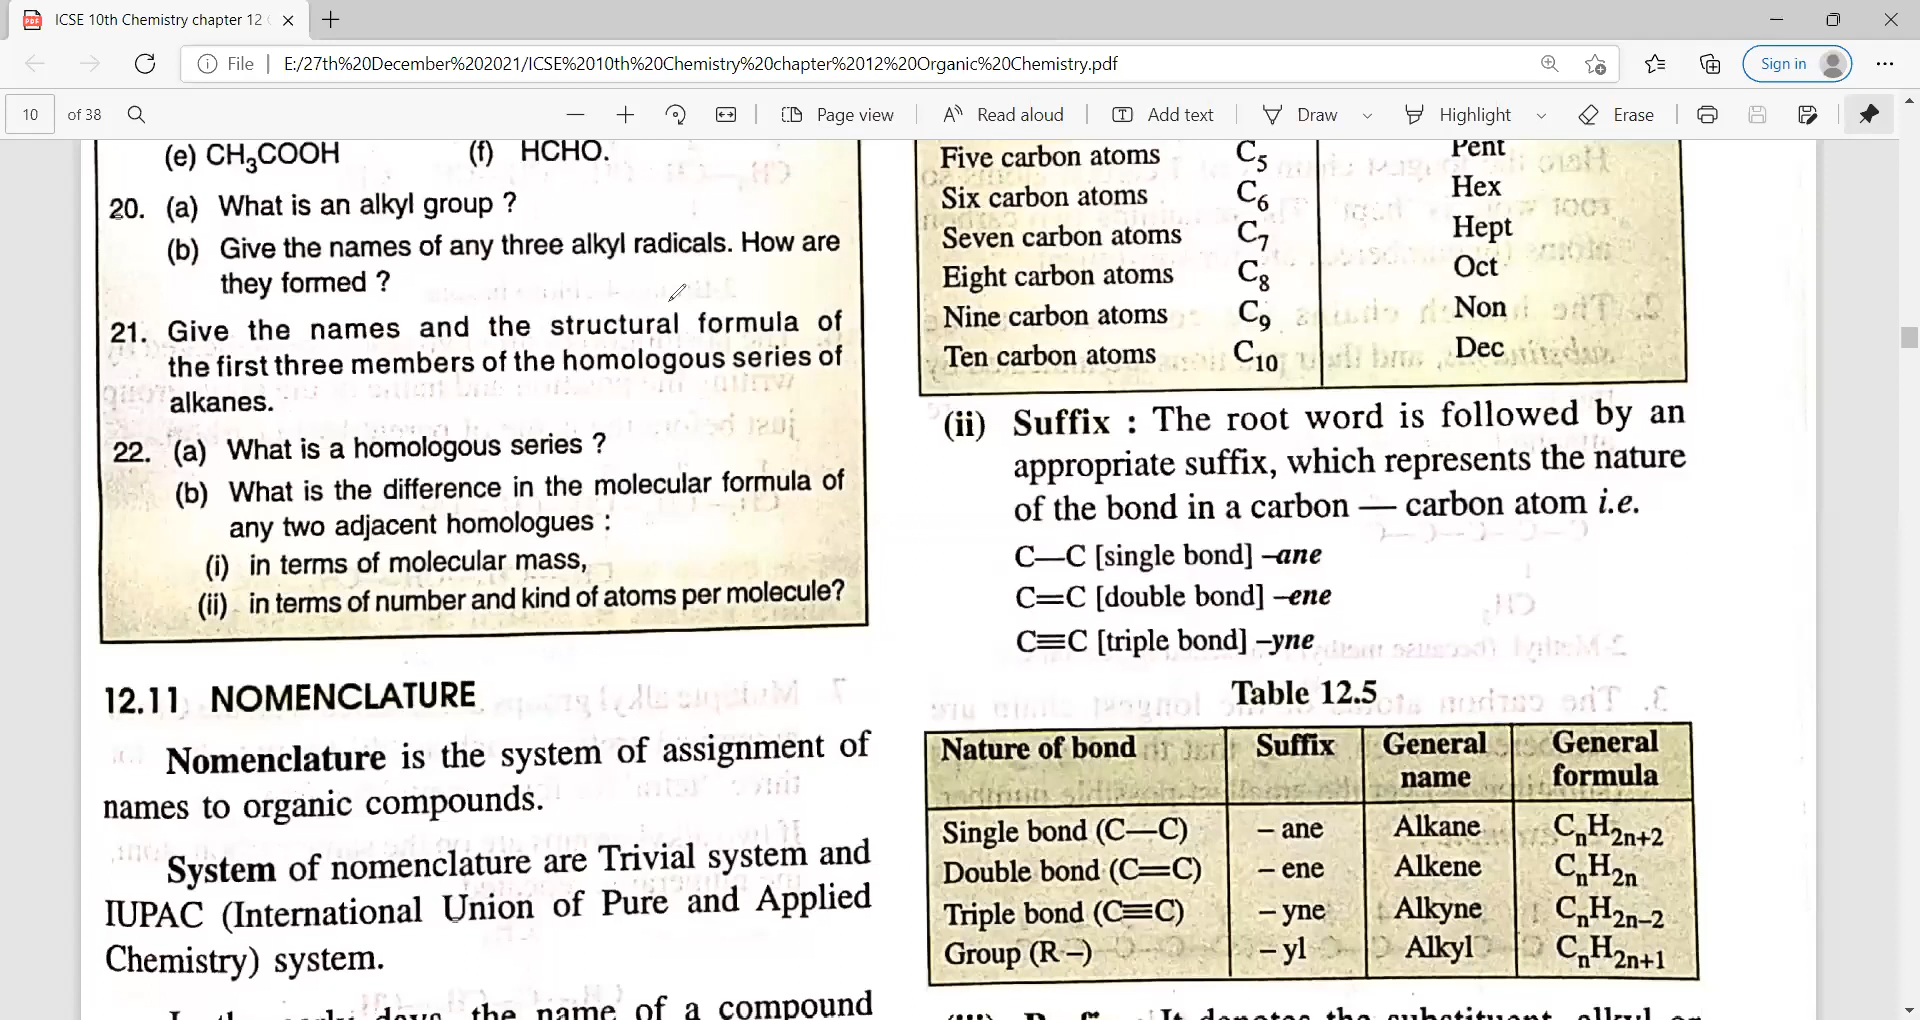 ICSE 10th Chemistry chapter 12
File
E:/27th%20December%202021/ICSE%2010th%20Chemistry%20chapter%2012%20Organic%20Chemistry.pdf
Sign in
10 of 38
Page view
Read aloud
Add text
Draw
Highlight
Erase
(e) CH₃COOH (f) HCHO.
20. (a) What is an alkyl group ?
(b) Give the names of any three alkyl radicals. How are
they formed ?
21. Give the names and the structural formula of
the first three members of the homologous series of
alkanes.
22. (a) What is a homologous series ?
(b) What is the difference in the molecular formula of
any two adjacent homologues :
(i) in terms of molecular mass,
(ii) in terms of number and kind of atoms per molecule?
12.11 NOMENCLATURE
Nomenclature is the system of assignment of
names to organic compounds.
System of nomenclature are Trivial system and
IUPAC (International Union of Pure and Applied
Chemistry) system.
the name of a compound
Five carbon atoms C₅ Pent
Six carbon atoms C₆ Hex
Seven carbon atoms C₇ Hept
Eight carbon atoms C₈ Oct
Nine carbon atoms C₉ Non
Ten carbon atoms C₁₀ Dec
(ii) Suffix : The root word is followed by an
appropriate suffix, which represents the nature
of the bond in a carbon — carbon atom i.e.
C—C [single bond] –ane
C=C [double bond] –ene
C≡C [triple bond] –yne
Table 12.5
Nature of bond Suffix General name General formula
Single bond (C—C) – ane Alkane CₙH₂ₙ₊₂
Double bond (C=C) – ene Alkene CₙH₂ₙ
Triple bond (C≡C) – yne Alkyne CₙH₂ₙ₋₂
Group (R–) – yl Alkyl CₙH₂ₙ₊₁